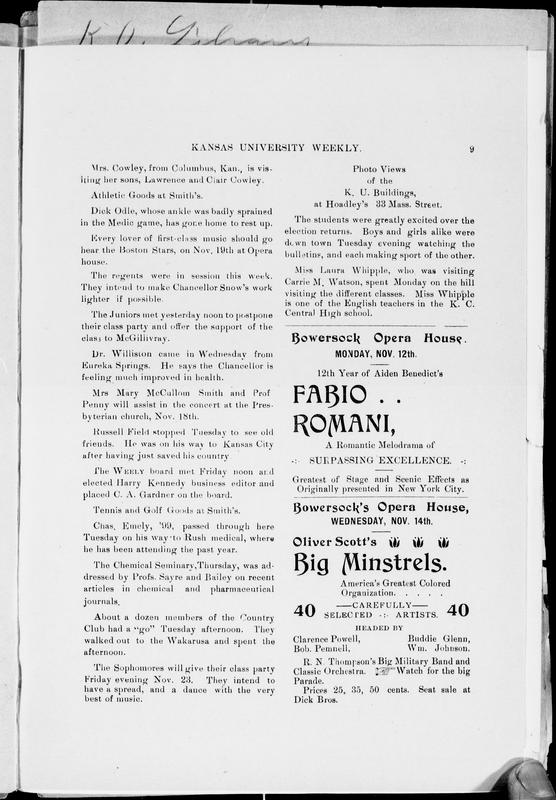 KANSAS UNIVERSITY WEEKLY.
9
Mrs. Cowley, from Columbus, Kan., is vis-
iting her sons, Lawrence and Clair Cowley.
Athletic Goods at Smith's.
Dick Odle, whose ankle was badly sprained
in the Medic game, has gone home to rest up.
Every lover of first-class music should go
hear the Boston Stars, on Nov. 19th at Opera
house.
The regents were in session this week.
They intend to make Chancellor Snow's work
lighter if possible.
The Juniors met yesterday noon to postpone
their class party and offer the support of the
class to McGillivray.
Dr. Williston came in Wednesday from
Eureka Springs. He says the Chancellor is
feeling much improved in health.
Mrs Mary McCullom Smith and Prof
Penny will assist in the concert at the Pres-
byterian church, Nov. 18th.
Russell Field stopped Tuesday to see old
friends. He was on his way to Kansas City
after having just saved his country
The WEEKLY board met Friday noon and
elected Harry Kennedy business editor and
placed C. A. Gardner on the board.
Tennis and Golf Goods at Smith's.
Chas. Emely, '99, passed through here
Tuesday on his way to Rush medical, where
he has been attending the past year.
The Chemical Seminary, Thursday, was ad-
dressed by Profs. Sayre and Bailey on recent
articles in chemical and pharmaceutical
journals.
About a dozen members of the Country
Club had a "go" Tuesday afternoon. They
walked out to the Wakarusa and spent the
afternoon.
The Sophomores will give their class party
Friday evening Nov. 23. They intend to
have a spread, and a dance with the very
best of music.
Photo Views
of the
K. U. Buildings,
at Hoadley's 33 Mass. Street.
The students were greatly excited over the
election returns. Boys and girls alike were
down town Tuesday evening watching the
bulletins, and each making sport of the other.
Miss Laura Whipple, who was visiting
Carrie M. Watson, spent Monday on the hill
visiting the different classes. Miss Whipple
is one of the English teachers in the K. C.
Central High school.
Bowersock Opera House.
MONDAY, NOV. 12th.
12th Year of Aiden Benedict's
FABIO . .
ROMANI,
A Romantic Melodrama of
-:- SURPASSING EXCELLENCE. -:
Greatest of Stage and Scenic Effects as
Originally presented in New York City.
Bowersock's Opera House,
WEDNESDAY, NOV. 14th.
Oliver Scott's
Big Minstrels.
America's Greatest Colored
Organization. . . . .
40 —CAREFULLY— 40
SELECTED -:- ARTISTS.
HEADED BY
Clarence Powell, Buddie Glenn,
Bob. Pemnell, Wm. Johnson.
R. N. Thompson's Big Military Band and
Classic Orchestra. Watch for the big
Parade.
Prices 25, 35, 50 cents. Seat sale at
Dick Bros.